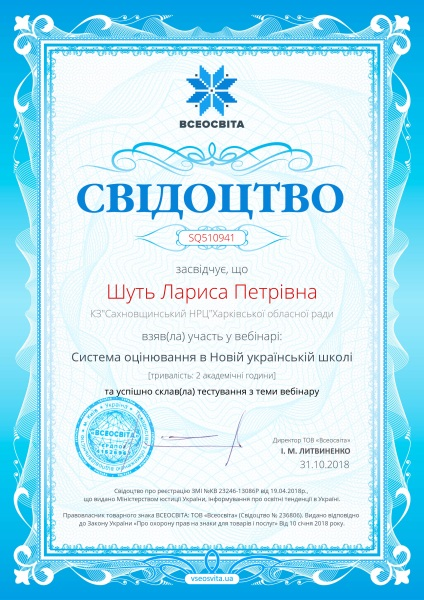 ВСЕОСВІТА
СВІДОЦТВО
SQ510941
засвідчує, що
Шуть Лариса Петрівна
КЗ"Сахновщинський НРЦ"Харківської обласної ради
взяв(ла) участь у вебінарі:
Система оцінювання в Новій українській школі
[тривалість: 2 академічні години]
та успішно склав(ла) тестування з теми вебінару
ВСЕОСВІТА
Директор ТОВ «Всеосвіта»
І. М. ЛИТВИНЕНКО
31.10.2018
Свідоцтво про реєстрацію ЗМІ №КВ 23246-13086Р від 19.04.2018р.,
що видано Міністерством юстиції України, інформування про освітні тенденції в Україні.
Правовласник товарного знака ВСЕОСВІТА: ТОВ «Всеосвіта» (Свідоцтво № 236806). Видано відповідно
до Закону України «Про охорону прав на знаки для товарів і послуг» Від 10 січня 2018 року.
vseosvita.ua